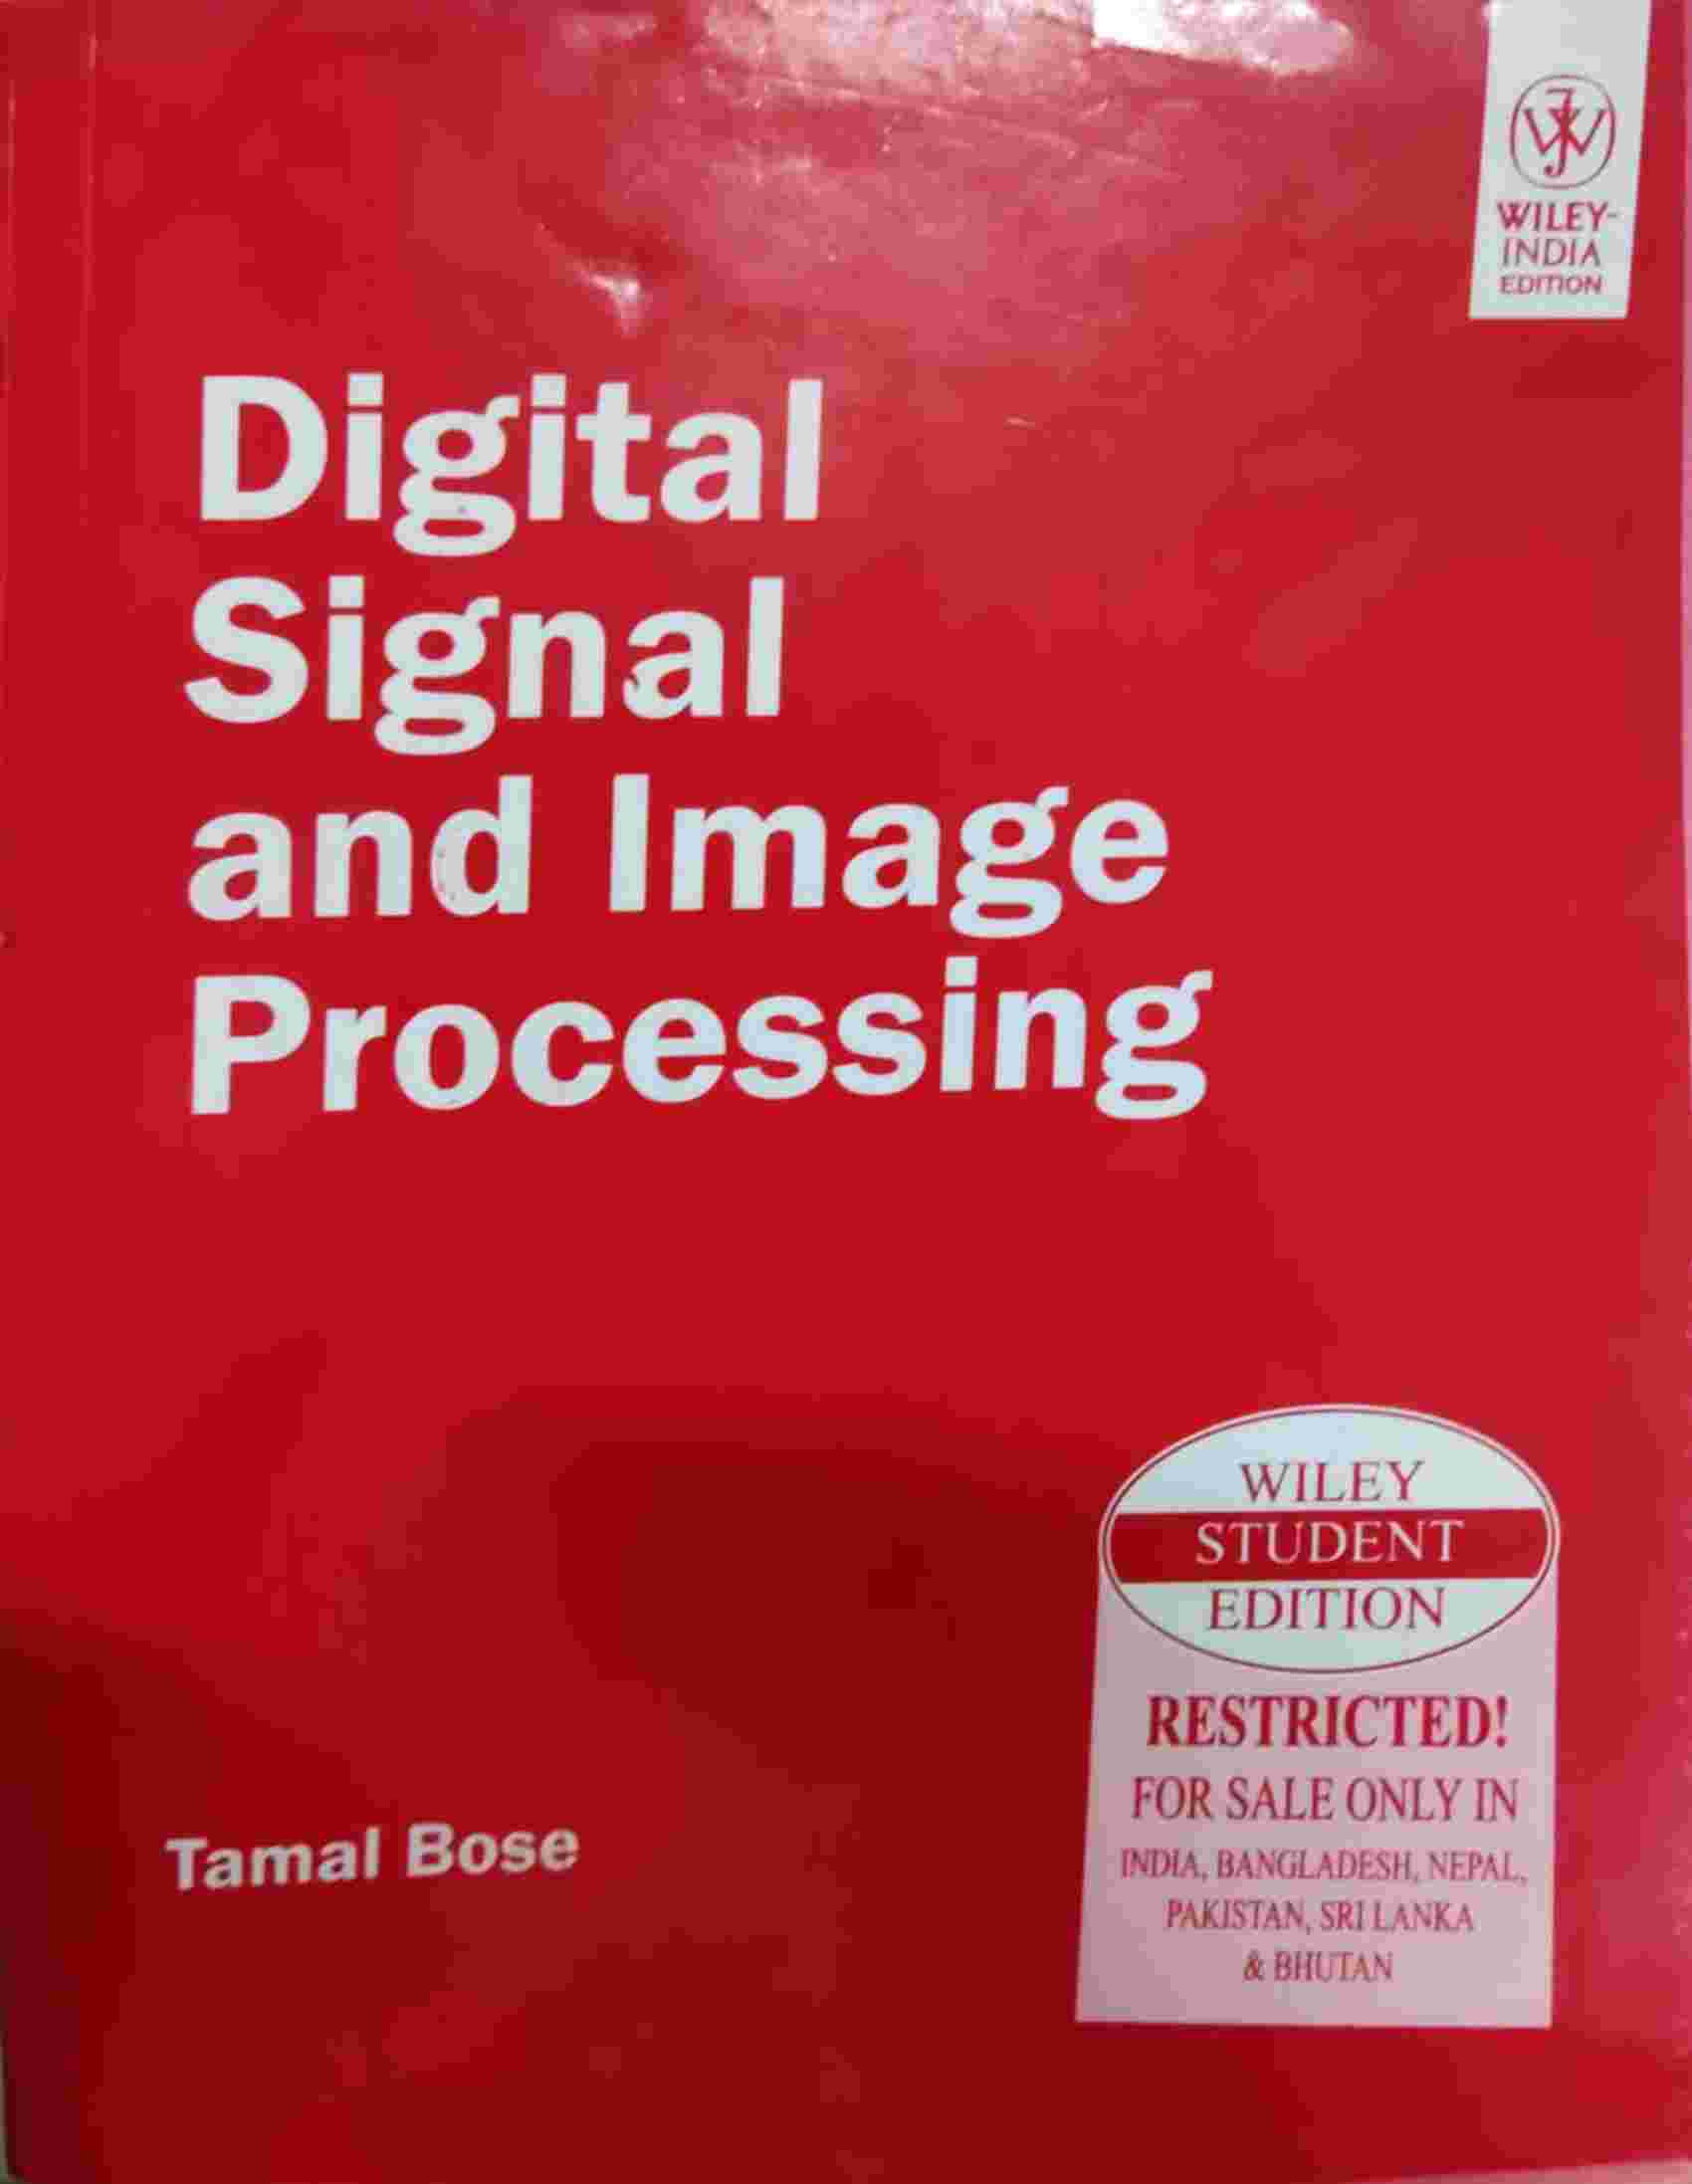 WILEY-
INDIA
EDITION
Digital
Signal
and Image
Processing
Tamal Bose
WILEY
STUDENT
EDITION
RESTRICTED!
FOR SALE ONLY IN
INDIA, BANGLADESH, NEPAL,
PAKISTAN, SRI LANKA
& BHUTAN